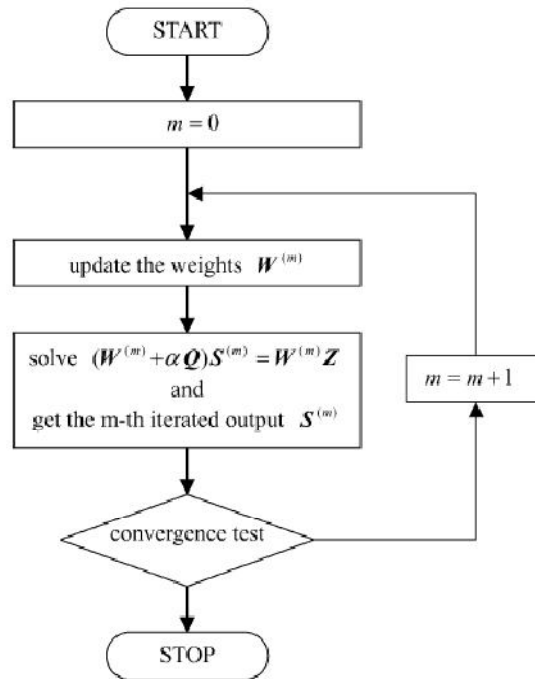 START
m = 0
update the weights W^(m)
solve (W^(m) + αQ)S^(m) = W^(m) Z
and
get the m-th iterated output S^(m)
m = m + 1
convergence test
STOP